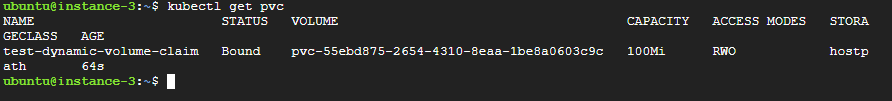 ubuntu@instance-3:~$ kubectl get pvc
NAME                        STATUS   VOLUME                                     CAPACITY   ACCESS MODES   STORA
GECLASS   AGE
test-dynamic-volume-claim   Bound    pvc-55ebd875-2654-4310-8eaa-1be8a0603c9c   100Mi      RWO            hostp
ath       64s
ubuntu@instance-3:~$